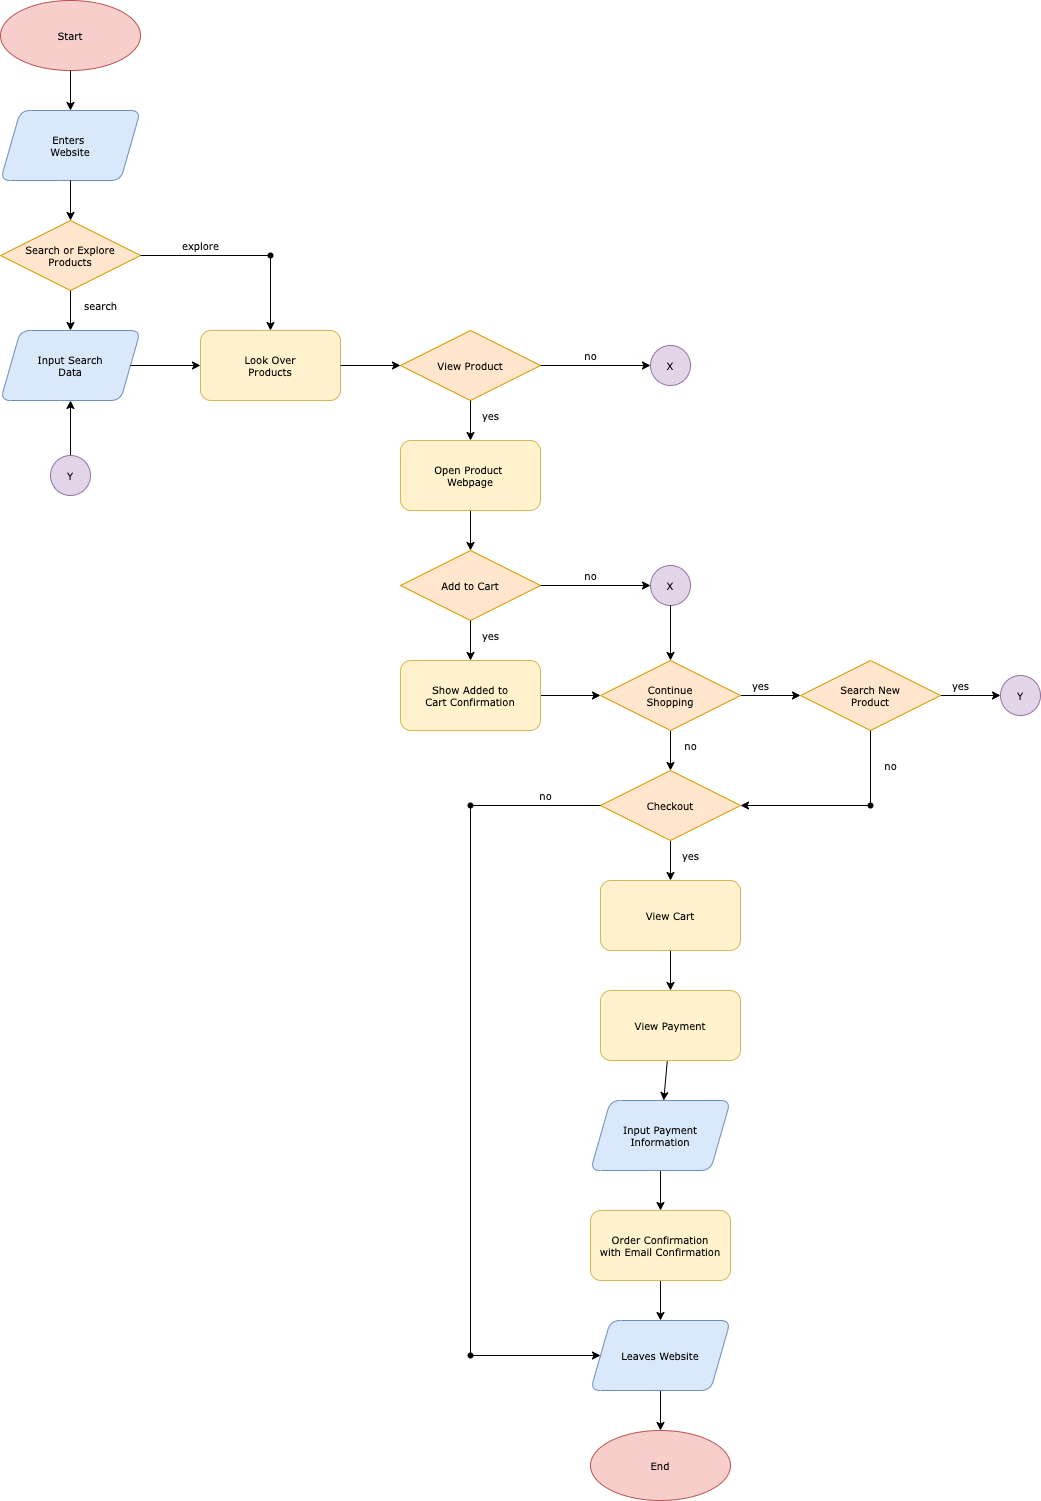 Start
Enters
Website
Search or Explore
Products
explore
search
Input Search
Data
Look Over
Products
View Product
no
X
yes
Y
Open Product
Webpage
Add to Cart
no
X
yes
Show Added to
Cart Confirmation
Continue
Shopping
yes
Search New
Product
yes
Y
no
no
no
Checkout
yes
View Cart
View Payment
Input Payment
Information
Order Confirmation
with Email Confirmation
Leaves Website
End